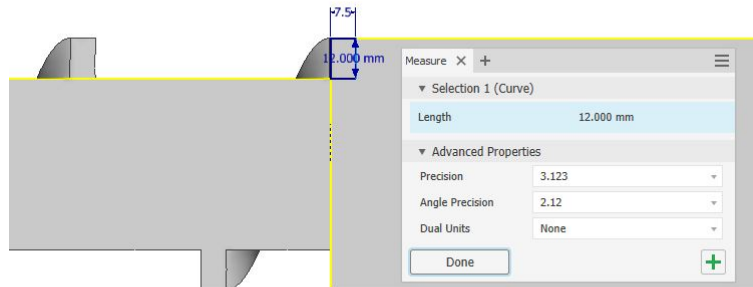 7.5
12.000 mm
Measure
Selection 1 (Curve)
Length 12.000 mm
Advanced Properties
Precision 3.123
Angle Precision 2.12
Dual Units None
Done